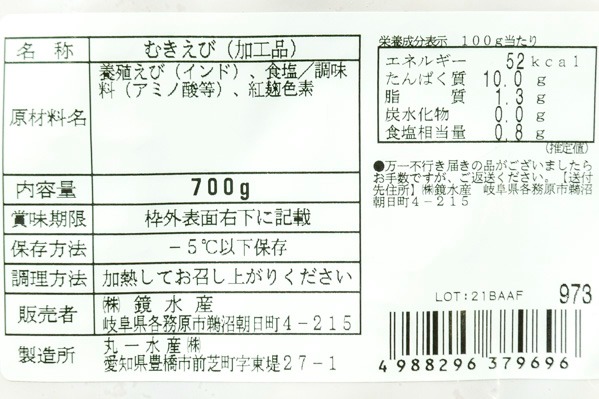 名称 むきえび（加工品）
原材料名 養殖えび（インド）、食塩／調味
料（アミノ酸等）、紅麹色素
内容量 700g
賞味期限 枠外表面右下に記載
保存方法 －5℃以下保存
調理方法 加熱してお召し上がりください
販売者 ㈱鏡水産
岐阜県各務原市鵜沼朝日町4－215
製造所 丸一水産㈱
愛知県豊橋市前芝町字東堤27－1
栄養成分表示 100g当たり
エネルギー 52kcal
たんぱく質 10.0g
脂質 1.3g
炭水化物 0.0g
食塩相当量 0.8g
(推定値)
●万一不行き届きの品がございましたら
お手数ですが、ご返送ください。【送付
先住所】㈱鏡水産 岐阜県各務原市鵜沼
朝日町4－215
LOT:21BAAF 973
4988296379696